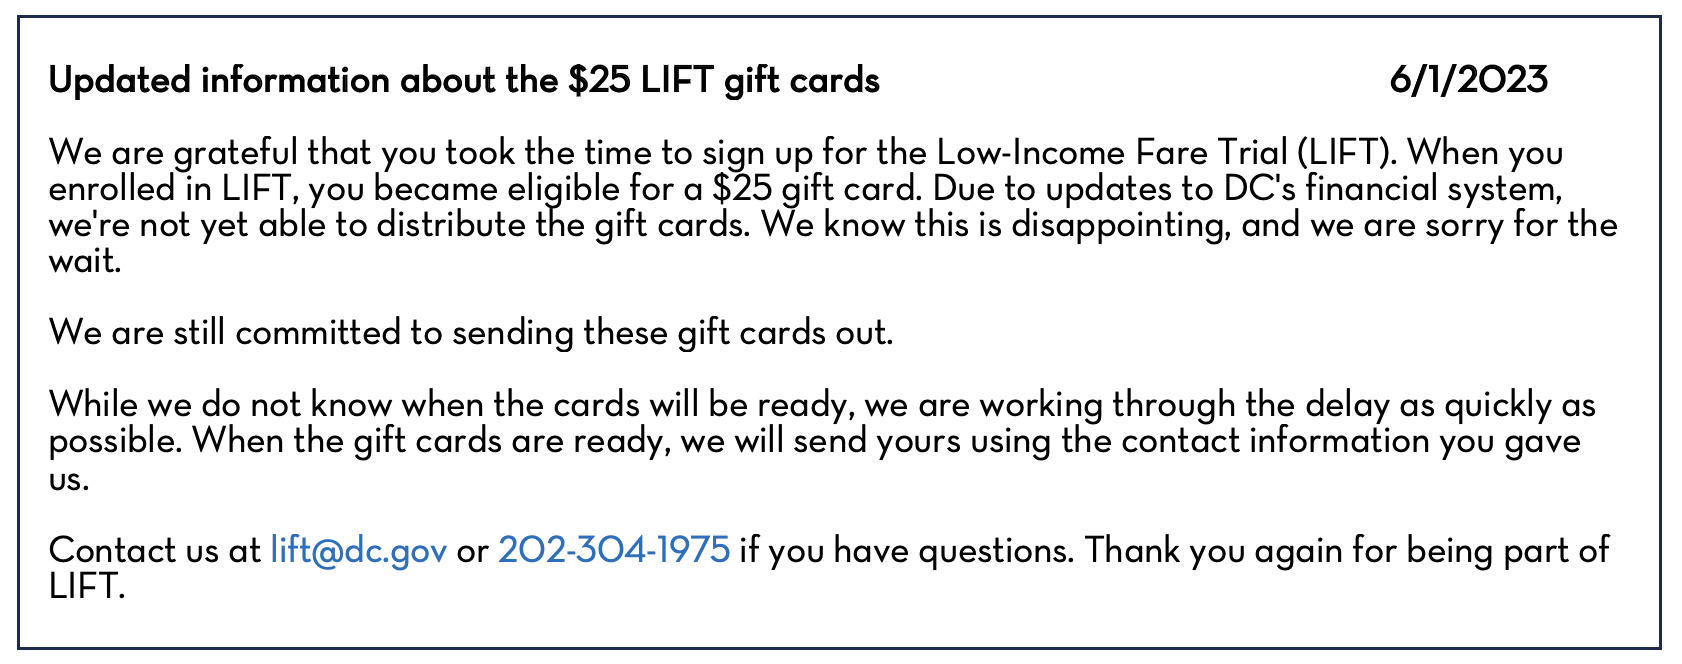 Updated information about the $25 LIFT gift cards 6/1/2023
We are grateful that you took the time to sign up for the Low-Income Fare Trial (LIFT). When you
enrolled in LIFT, you became eligible for a $25 gift card. Due to updates to DC's financial system,
we're not yet able to distribute the gift cards. We know this is disappointing, and we are sorry for the
wait.
We are still committed to sending these gift cards out.
While we do not know when the cards will be ready, we are working through the delay as quickly as
possible. When the gift cards are ready, we will send yours using the contact information you gave
us.
Contact us at lift@dc.gov or 202-304-1975 if you have questions. Thank you again for being part of
LIFT.